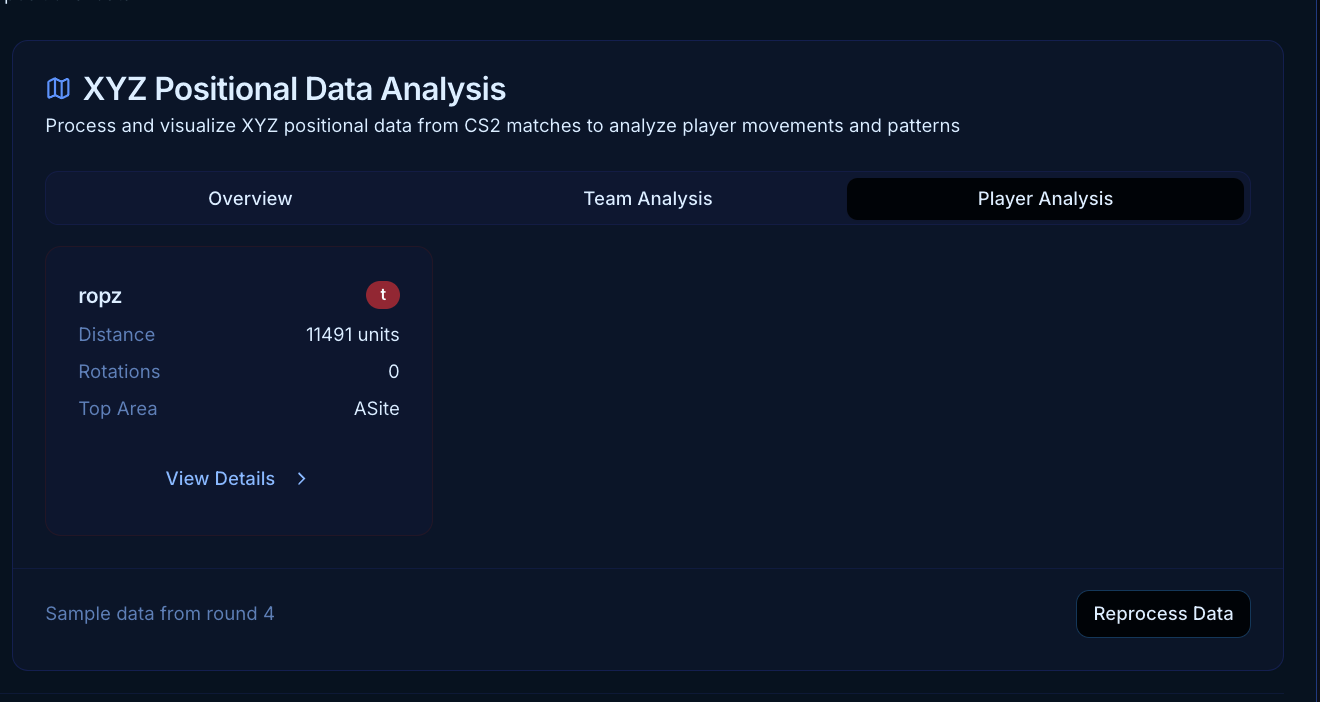 XYZ Positional Data Analysis
Process and visualize XYZ positional data from CS2 matches to analyze player movements and patterns
Overview
Team Analysis
Player Analysis
ropz
t
Distance
11491 units
Rotations
0
Top Area
ASite
View Details
Sample data from round 4
Reprocess Data